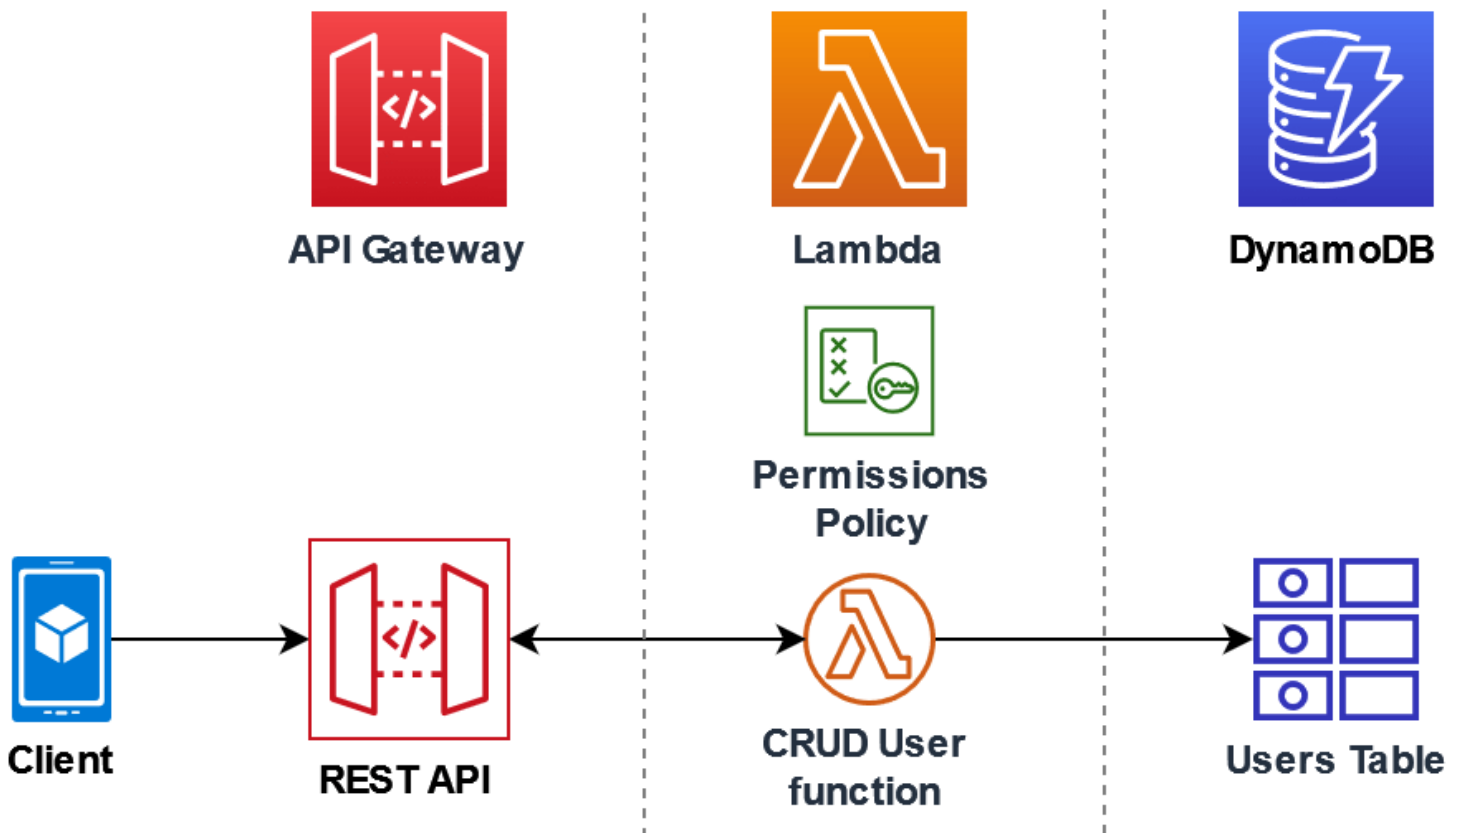 API Gateway
Lambda
DynamoDB
Permissions
Policy
Client
REST API
CRUD User
function
Users Table